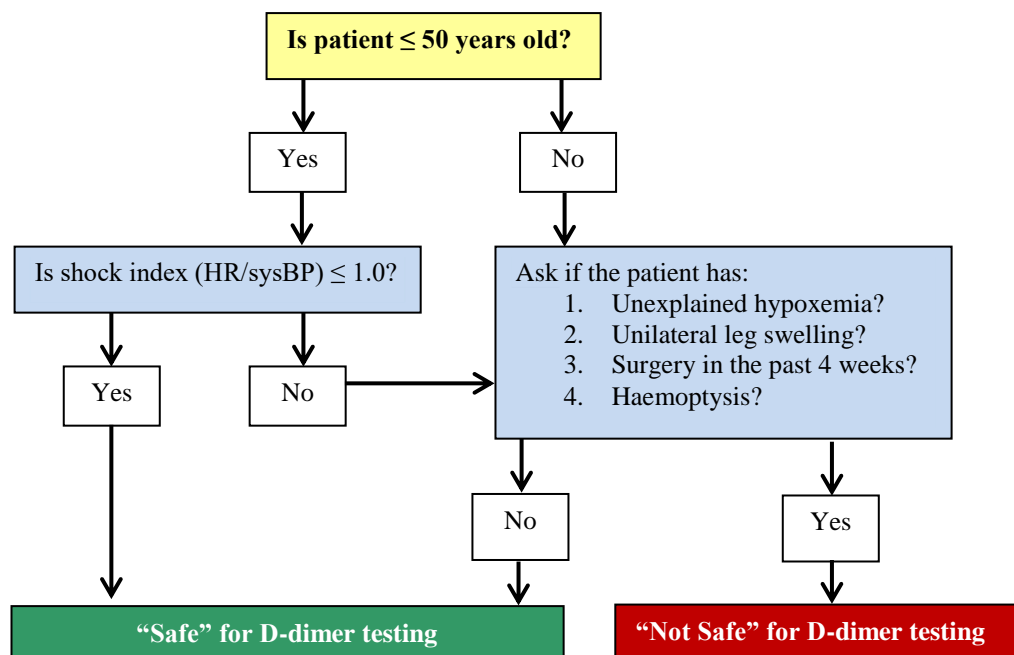 Is patient ≤ 50 years old?
Yes
No
Is shock index (HR/sysBP) ≤ 1.0?
Ask if the patient has:
1. Unexplained hypoxemia?
2. Unilateral leg swelling?
3. Surgery in the past 4 weeks?
4. Haemoptysis?
Yes
No
No
Yes
“Safe” for D-dimer testing
“Not Safe” for D-dimer testing